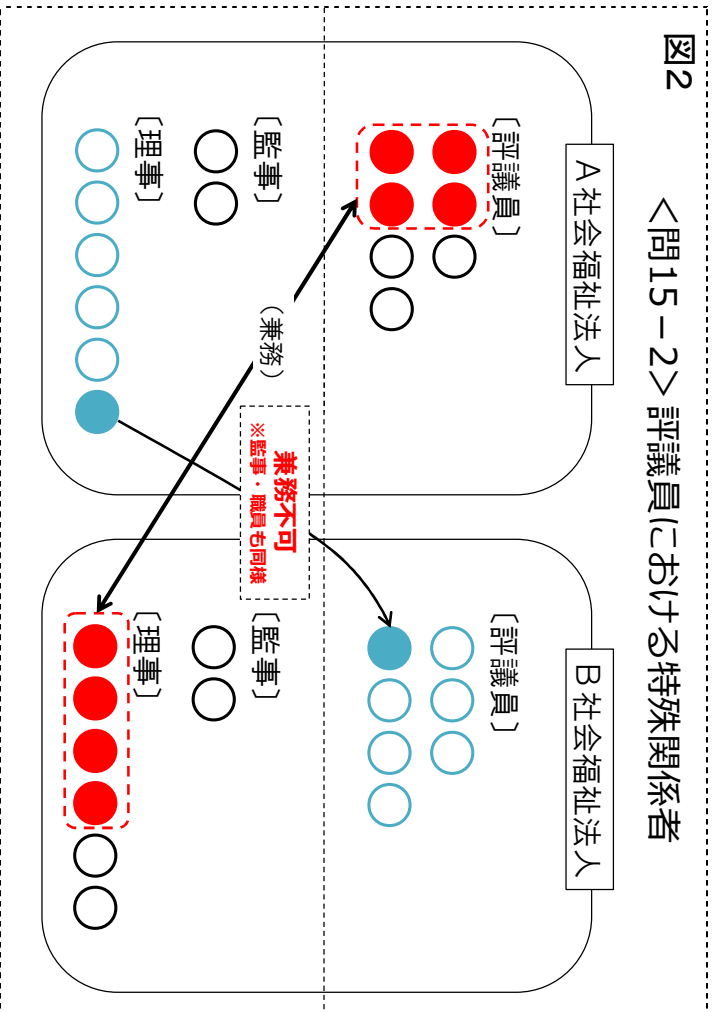 図2
＜問15－2＞評議員における特殊関係者
A社会福祉法人
B社会福祉法人
〔評議員〕
〔評議員〕
兼務不可
※監事・職員も同様
（兼務）
〔監事〕
〔監事〕
〔理事〕
〔理事〕